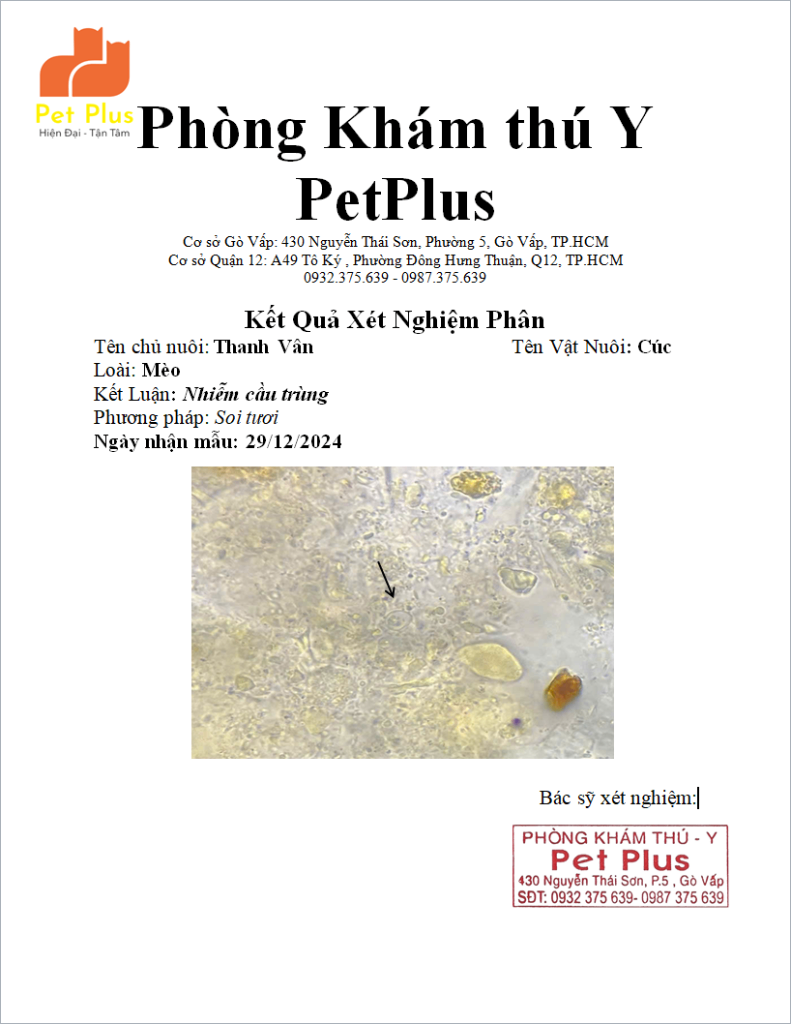 Pet Plus
Hiện Đại - Tận Tâm
Phòng Khám thú Y
PetPlus
Cơ sở Gò Vấp: 430 Nguyễn Thái Sơn, Phường 5, Gò Vấp, TP.HCM
Cơ sở Quận 12: A49 Tô Ký , Phường Đông Hưng Thuận, Q12, TP.HCM
0932.375.639 - 0987.375.639
Kết Quả Xét Nghiệm Phân
Tên chủ nuôi: Thanh Vân Tên Vật Nuôi: Cúc
Loài: Mèo
Kết Luận: Nhiễm cầu trùng
Phương pháp: Soi tươi
Ngày nhận mẫu: 29/12/2024
Bác sỹ xét nghiệm:
PHÒNG KHÁM THÚ - Y
Pet Plus
430 Nguyễn Thái Sơn, P.5 , Gò Vấp
SĐT: 0932 375 639- 0987 375 639